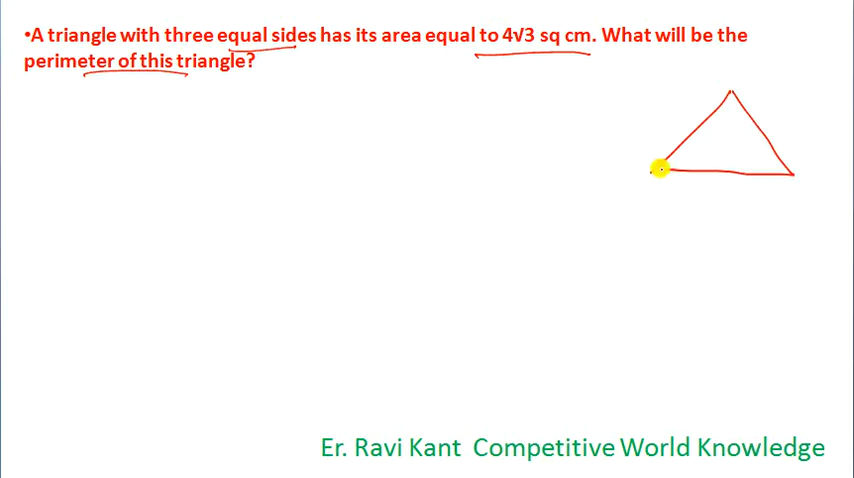 •A triangle with three equal sides has its area equal to 4√3 sq cm. What will be the
perimeter of this triangle?
Er. Ravi Kant  Competitive World Knowledge